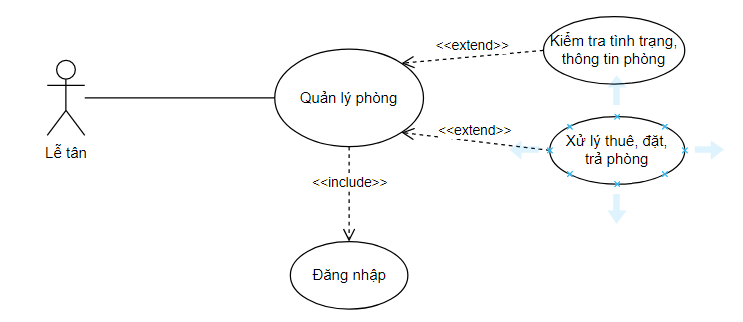 <<extend>>
Kiểm tra tình trạng,
thông tin phòng
Quản lý phòng
<<extend>>
Xử lý thuê, đặt,
trả phòng
Lễ tân
<<include>>
Đăng nhập